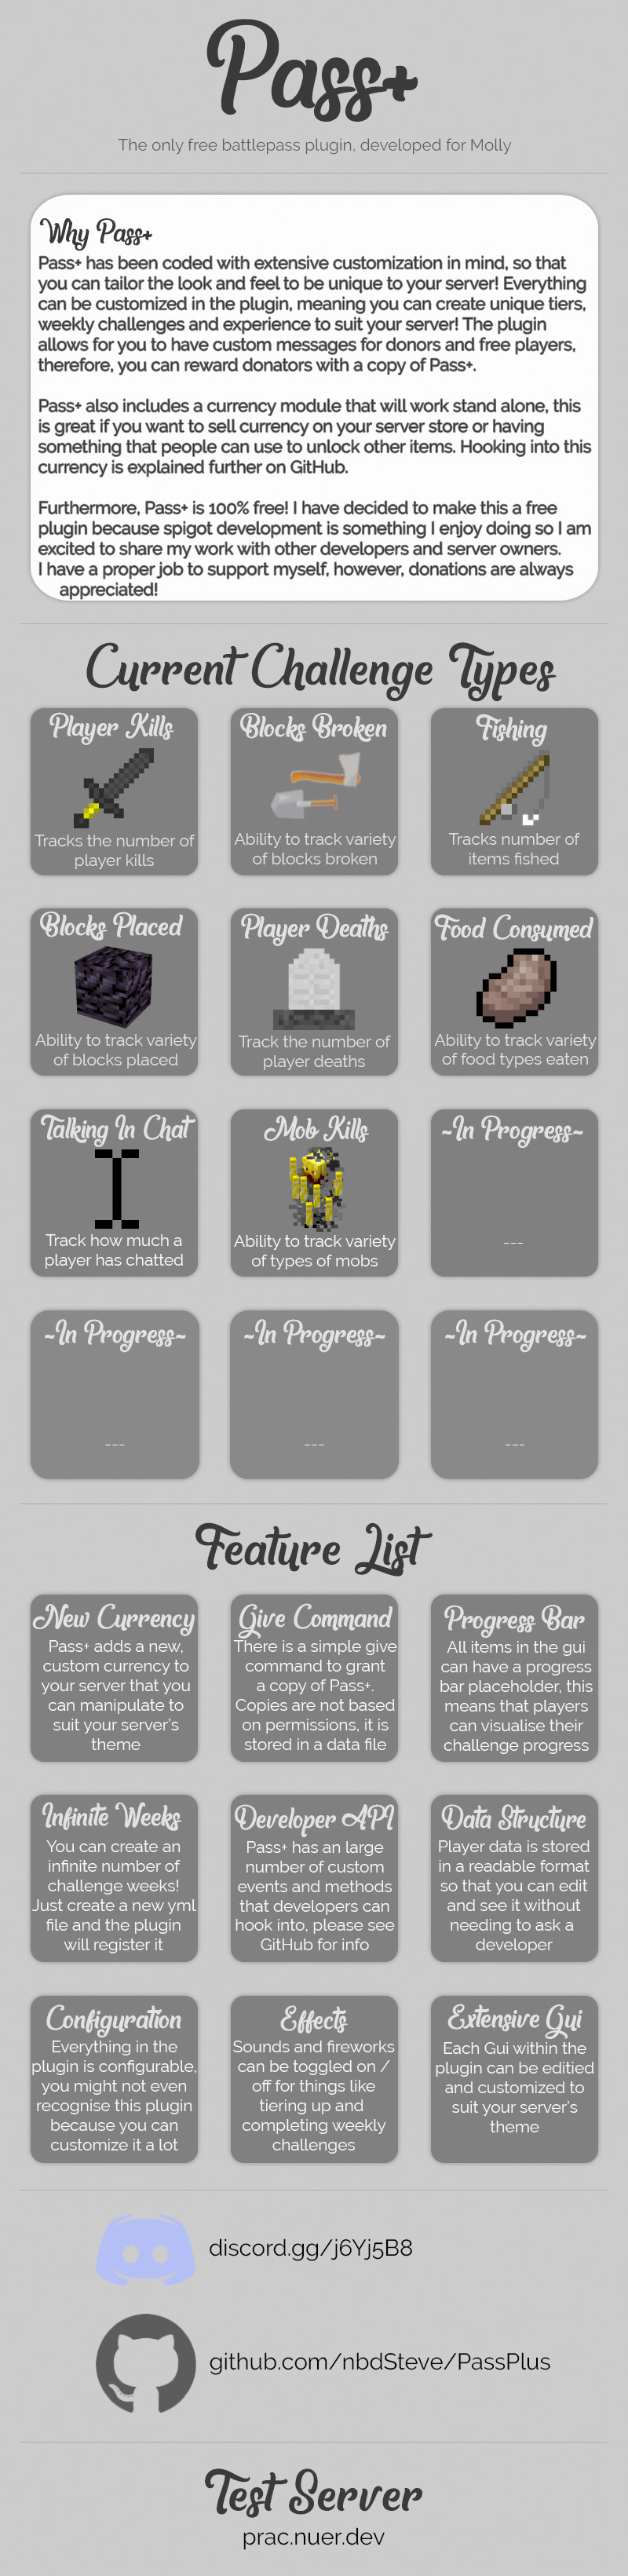 Pass+
The only free battlepass plugin, developed for Molly
Why Pass+
Pass+ has been coded with extensive customization in mind, so that
you can tailor the look and feel to be unique to your server! Everything
can be customized in the plugin, meaning you can create unique tiers,
weekly challenges and experience to suit your server! The plugin
allows for you to have custom messages for donors and free players,
therefore, you can reward donators with a copy of Pass+.
Pass+ also includes a currency module that will work stand alone, this
is great if you want to sell currency on your server store or having
something that people can use to unlock other items. Hooking into this
currency is explained further on GitHub.
Furthermore, Pass+ is 100% free! I have decided to make this a free
plugin because spigot development is something I enjoy doing so I am
excited to share my work with other developers and server owners.
I have a proper job to support myself, however, donations are always
appreciated!
Current Challenge Types
Player Kills
Tracks the number of
player kills
Blocks Broken
Ability to track variety
of blocks broken
Fishing
Tracks number of
items fished
Blocks Placed
Ability to track variety
of blocks placed
Player Deaths
Track the number of
player deaths
Food Consumed
Ability to track variety
of food types eaten
Talking In Chat
Track how much a
player has chatted
Mob Kills
Ability to track variety
of types of mobs
~In Progress~
---
~In Progress~
---
~In Progress~
---
~In Progress~
---
Feature List
New Currency
Pass+ adds a new,
custom currency to
your server that you
can manipulate to
suit your server's
theme
Give Command
There is a simple give
command to grant
a copy of Pass+.
Copies are not based
on permissions, it is
stored in a data file
Progress Bar
All items in the gui
can have a progress
bar placeholder, this
means that players
can visualise their
challenge progress
Infinite Weeks
You can create an
infinite number of
challenge weeks!
Just create a new yml
file and the plugin
will register it
Developer API
Pass+ has an large
number of custom
events and methods
that developers can
hook into, please see
GitHub for info
Data Structure
Player data is stored
in a readable format
so that you can edit
and see it without
needing to ask a
developer
Configuration
Everything in the
plugin is configurable,
you might not even
recognise this plugin
because you can
customize it a lot
Effects
Sounds and fireworks
can be toggled on /
off for things like
tiering up and
completing weekly
challenges
Extensive Gui
Each Gui within the
plugin can be editied
and customized to
suit your server's
theme
discord.gg/j6Yj5B8
github.com/nbdSteve/PassPlus
Test Server
prac.nuer.dev